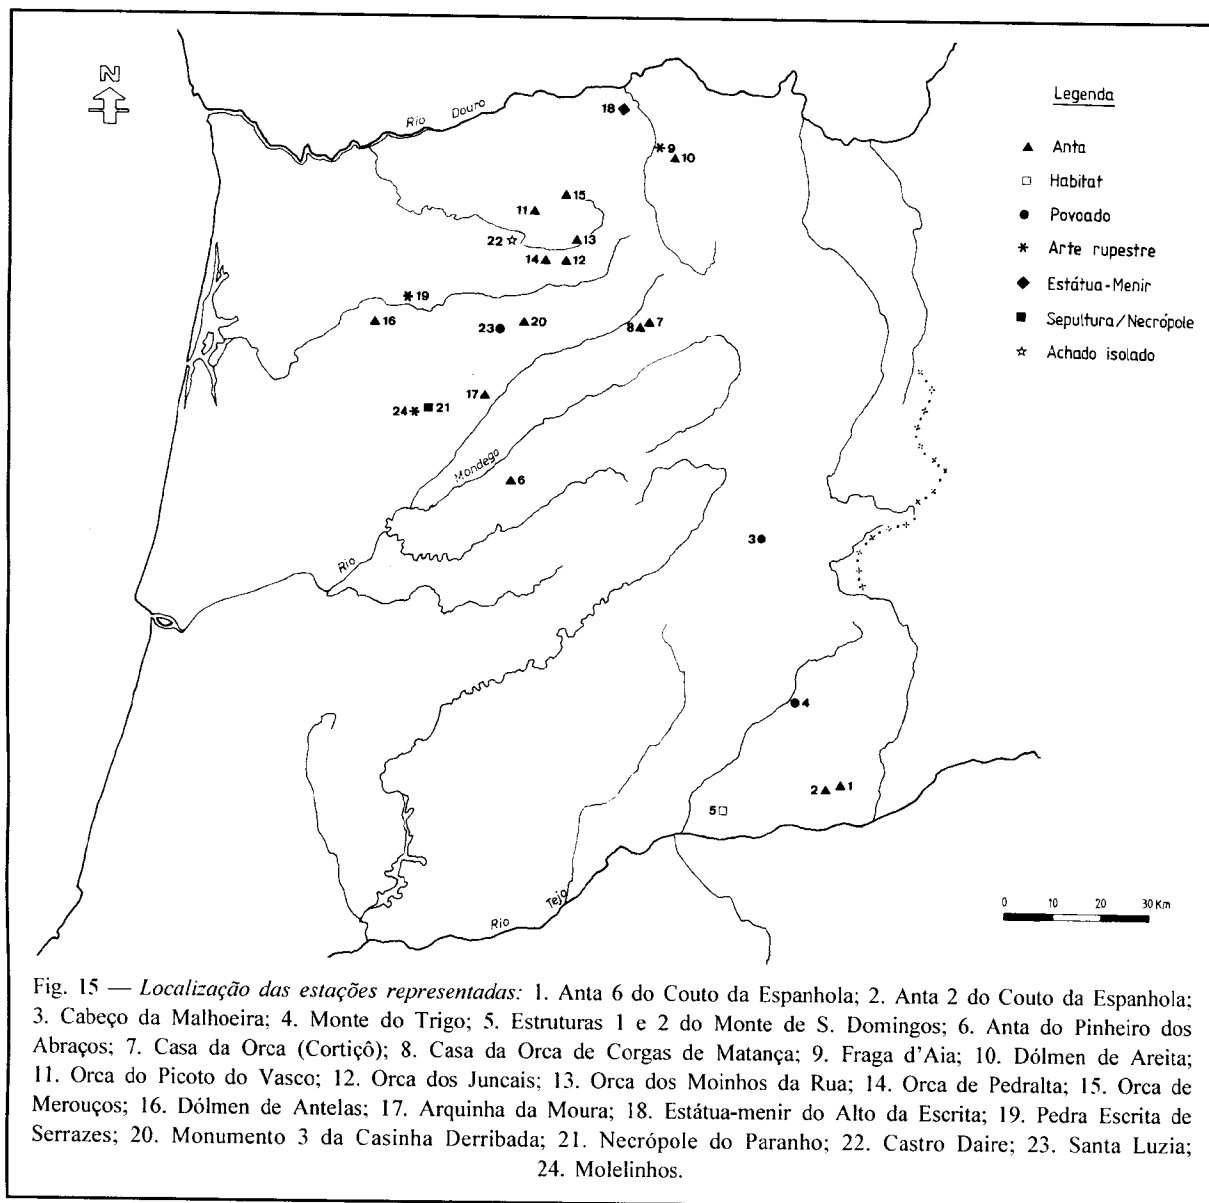 N
Rio Douro
18
9
10
15
11
22
13
14
12
19
16
23
20
8
7
17
24
21
Mondego
6
Rio
3
4
2
1
5
Rio Tejo
Legenda
Anta
Habitat
Povoado
Arte rupestre
Estátua-Menir
Sepultura/Necrópole
Achado isolado
0 10 20 30 Km
Fig. 15 — Localização das estações representadas: 1. Anta 6 do Couto da Espanhola; 2. Anta 2 do Couto da Espanhola;
3. Cabeço da Malhoeira; 4. Monte do Trigo; 5. Estruturas 1 e 2 do Monte de S. Domingos; 6. Anta do Pinheiro dos
Abraços; 7. Casa da Orca (Cortiçô); 8. Casa da Orca de Corgas de Matança; 9. Fraga d'Aia; 10. Dólmen de Areita;
11. Orca do Picoto do Vasco; 12. Orca dos Juncais; 13. Orca dos Moinhos da Rua; 14. Orca de Pedralta; 15. Orca de
Merouços; 16. Dólmen de Antelas; 17. Arquinha da Moura; 18. Estátua-menir do Alto da Escrita; 19. Pedra Escrita de
Serrazes; 20. Monumento 3 da Casinha Derribada; 21. Necrópole do Paranho; 22. Castro Daire; 23. Santa Luzia;
24. Molelinhos.